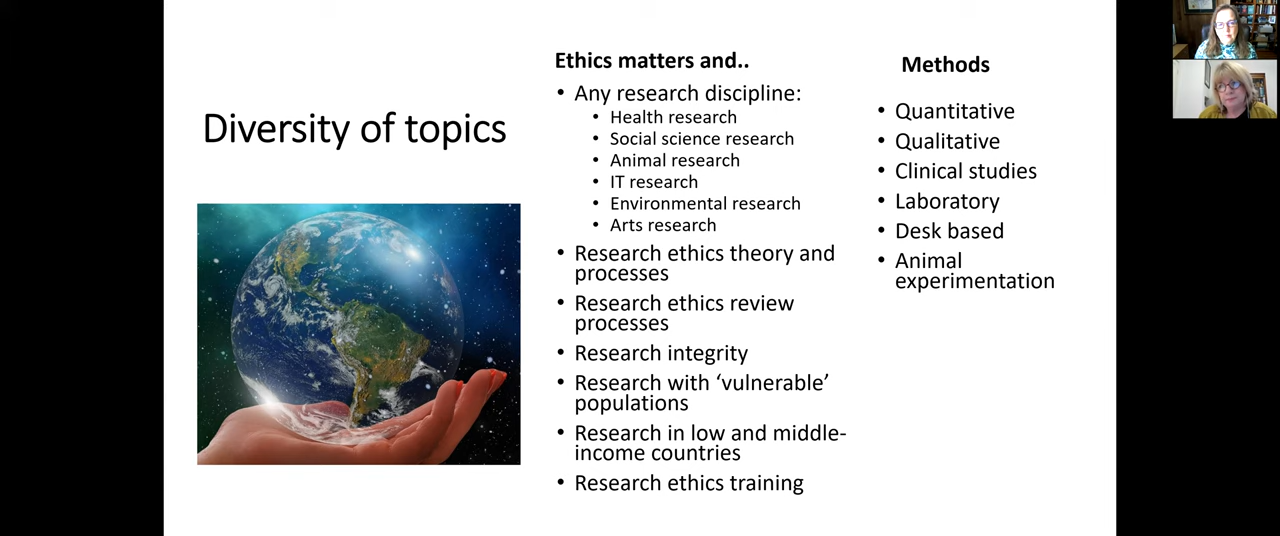 Diversity of topics
Ethics matters and..
• Any research discipline:
• Health research
• Social science research
• Animal research
• IT research
• Environmental research
• Arts research
• Research ethics theory and
processes
• Research ethics review
processes
• Research integrity
• Research with ‘vulnerable’
populations
• Research in low and middle-
income countries
• Research ethics training
Methods
• Quantitative
• Qualitative
• Clinical studies
• Laboratory
• Desk based
• Animal
experimentation